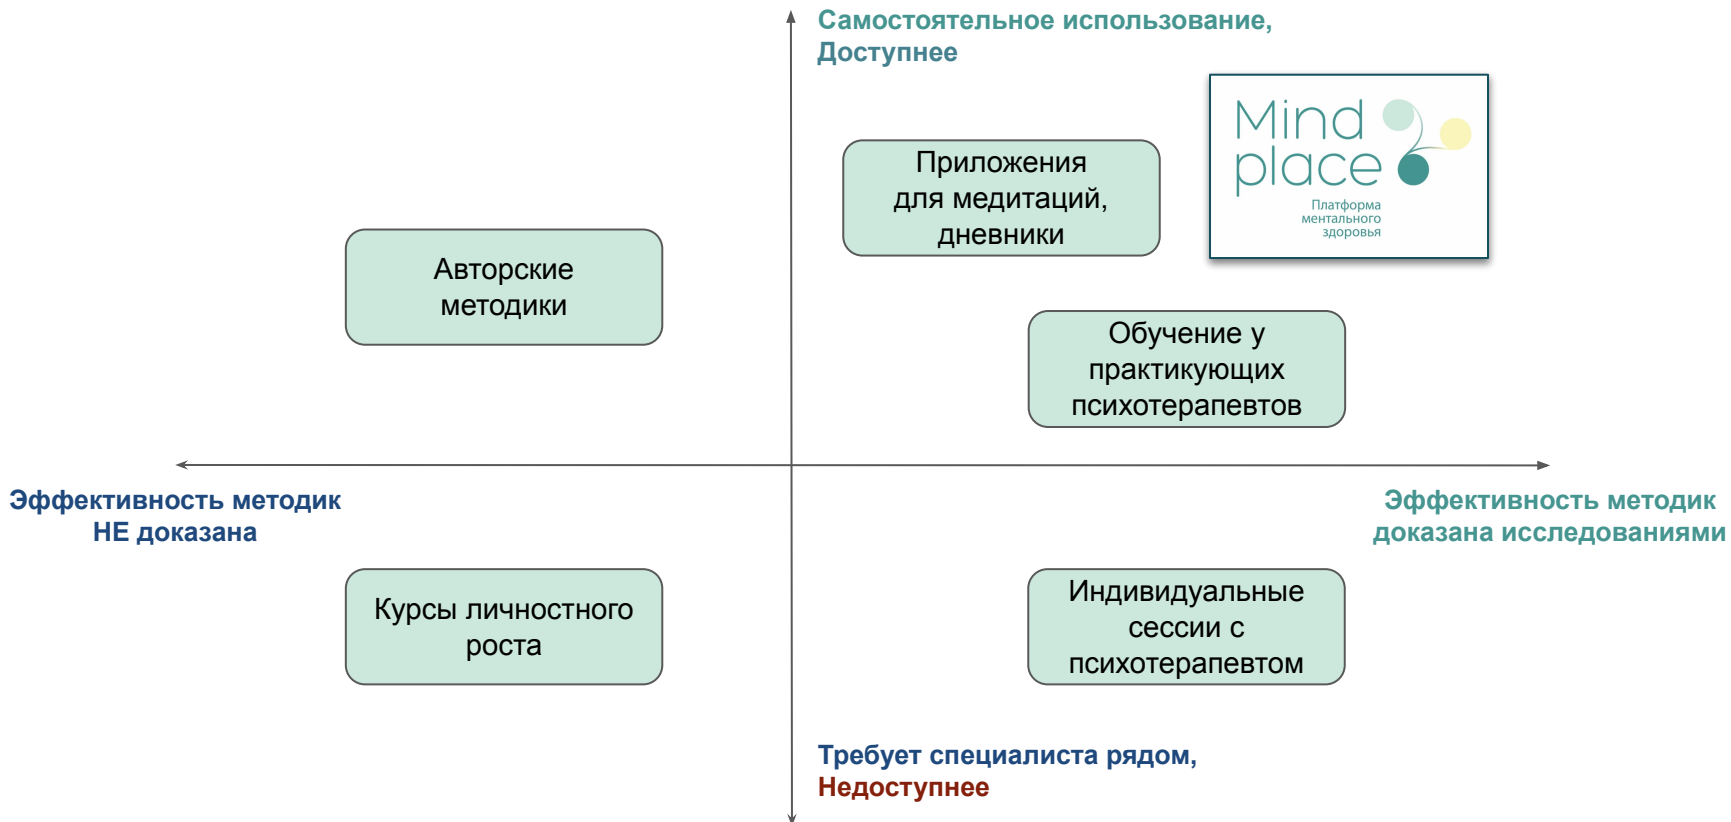 Самостоятельное использование,
Доступнее
Mind
place
Платформа
ментального
здоровья
Приложения
для медитаций,
дневники
Авторские
методики
Обучение у
практикующих
психотерапевтов
Эффективность методик
НЕ доказана
Эффективность методик
доказана исследованиями
Курсы личностного
роста
Индивидуальные
сессии с
психотерапевтом
Требует специалиста рядом,
Недоступнее